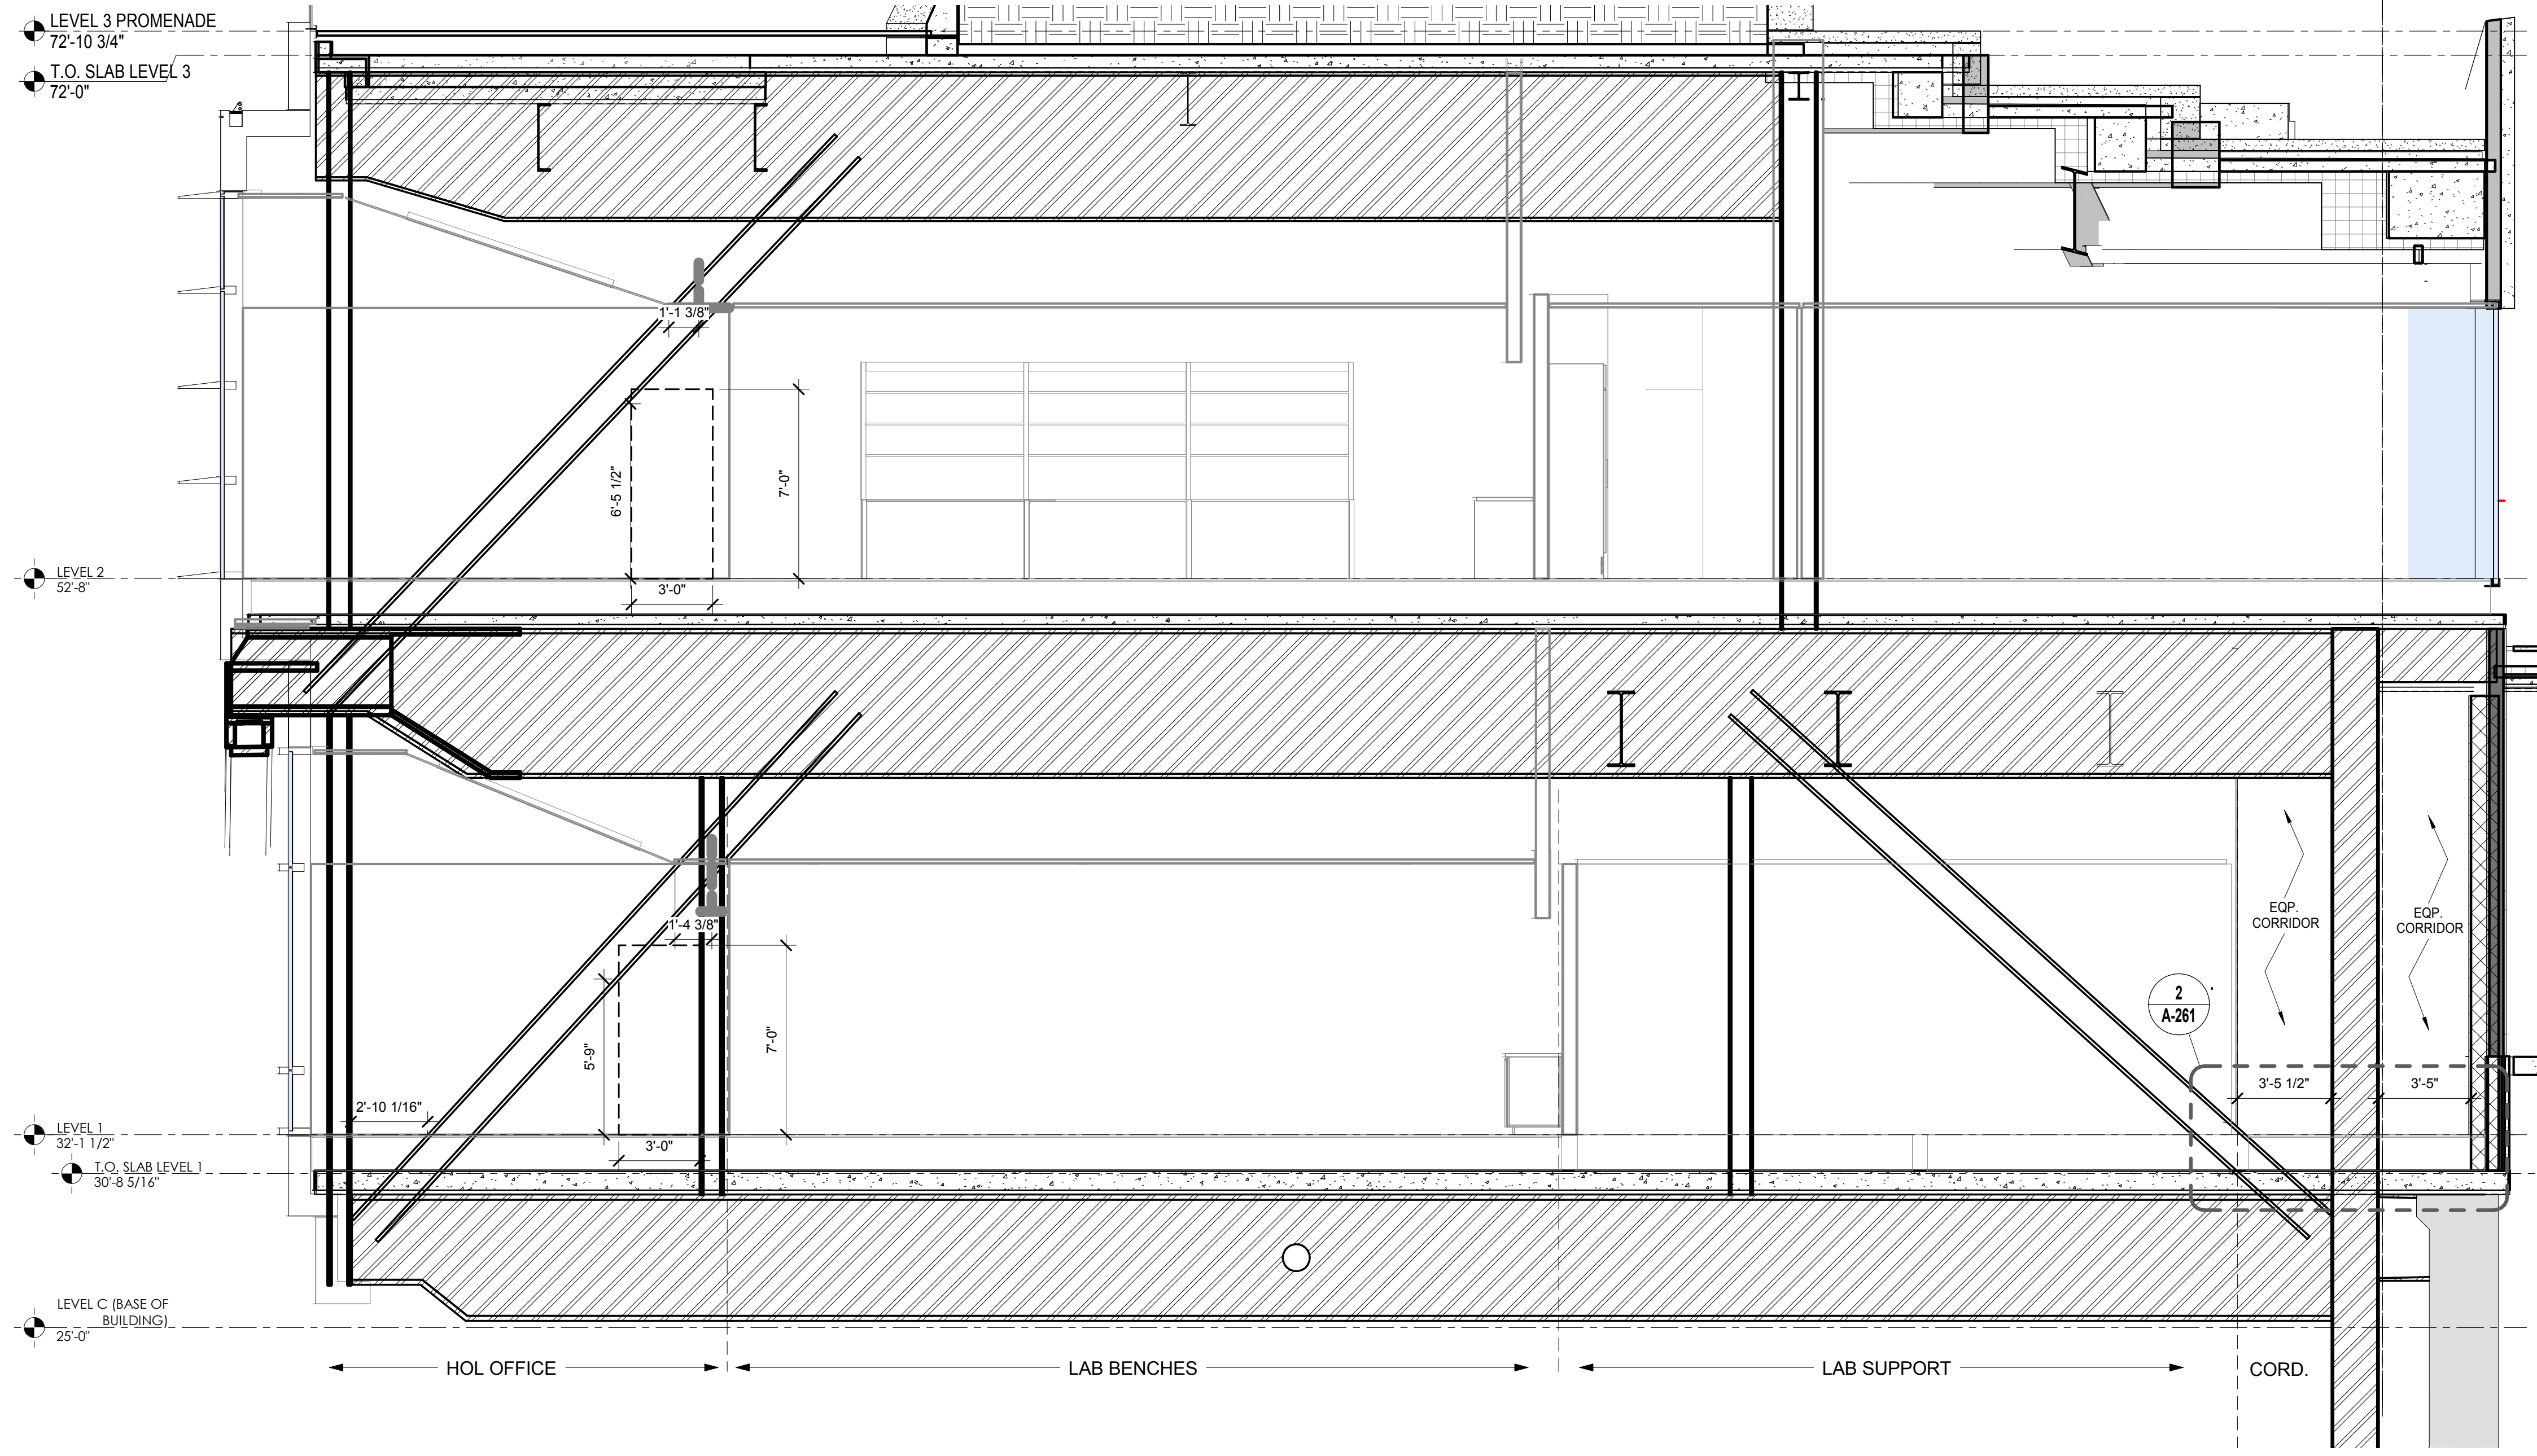 LEVEL 3 PROMENADE
72'-10 3/4"
T.O. SLAB LEVEL 3
72'-0"
1'-1 3/8"
6'-5 1/2"
7'-0"
3'-0"
LEVEL 2
52'-8"
1'-4 3/8"
5'-9"
7'-0"
2'-10 1/16"
3'-0"
EQP.
CORRIDOR
EQP.
CORRIDOR
2
A-261
3'-5 1/2"
3'-5"
LEVEL 1
32'-1 1/2"
T.O. SLAB LEVEL 1
30'-8 5/16"
LEVEL C (BASE OF
BUILDING)
25'-0"
HOL OFFICE
LAB BENCHES
LAB SUPPORT
CORD.